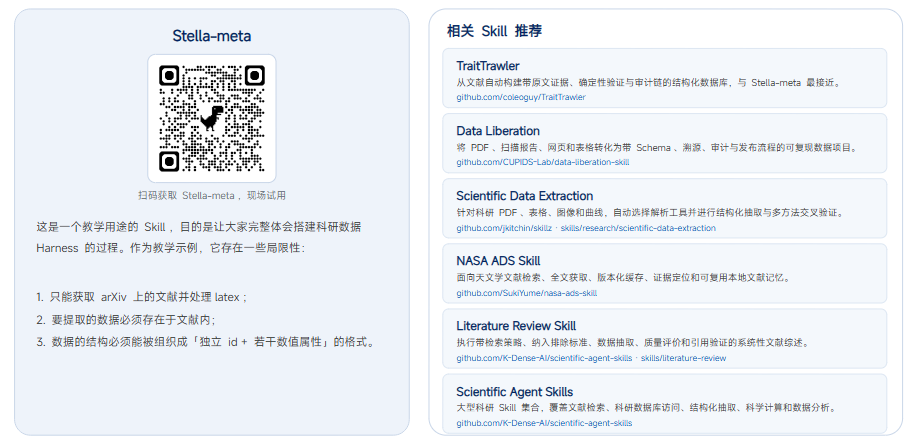 Stella-meta
扫码获取 Stella-meta ，现场试用
这是一个教学用途的 Skill ，目的是让大家完整体会搭建科研数据
Harness 的过程。作为教学示例，它存在一些局限性：
1. 只能获取 arXiv 上的文献并处理 latex ；
2. 要提取的数据必须存在于文献内；
3. 数据的结构必须能被组织成「独立 id + 若干数值属性」的格式。
相关 Skill 推荐
TraitTrawler
从文献自动构建带原文证据、确定性验证与审计链的结构化数据库，与 Stella-meta 最接近。
github.com/coleoguy/TraitTrawler
Data Liberation
将 PDF 、扫描报告、网页和表格转化为带 Schema 、溯源、审计与发布流程的可复现数据项目。
github.com/CUPIDS-Lab/data-liberation-skill
Scientific Data Extraction
针对科研 PDF 、表格、图像和曲线，自动选择解析工具并进行结构化抽取与多方法交叉验证。
github.com/jkitchin/skillz · skills/research/scientific-data-extraction
NASA ADS Skill
面向天文学文献检索、全文获取、版本化缓存、证据定位和可复用本地文献记忆。
github.com/SukiYume/nasa-ads-skill
Literature Review Skill
执行带检索策略、纳入排除标准、数据抽取、质量评价和引用验证的系统性文献综述。
github.com/K-Dense-AI/scientific-agent-skills · skills/literature-review
Scientific Agent Skills
大型科研 Skill 集合，覆盖文献检索、科研数据库访问、结构化抽取、科学计算和数据分析。
github.com/K-Dense-AI/scientific-agent-skills